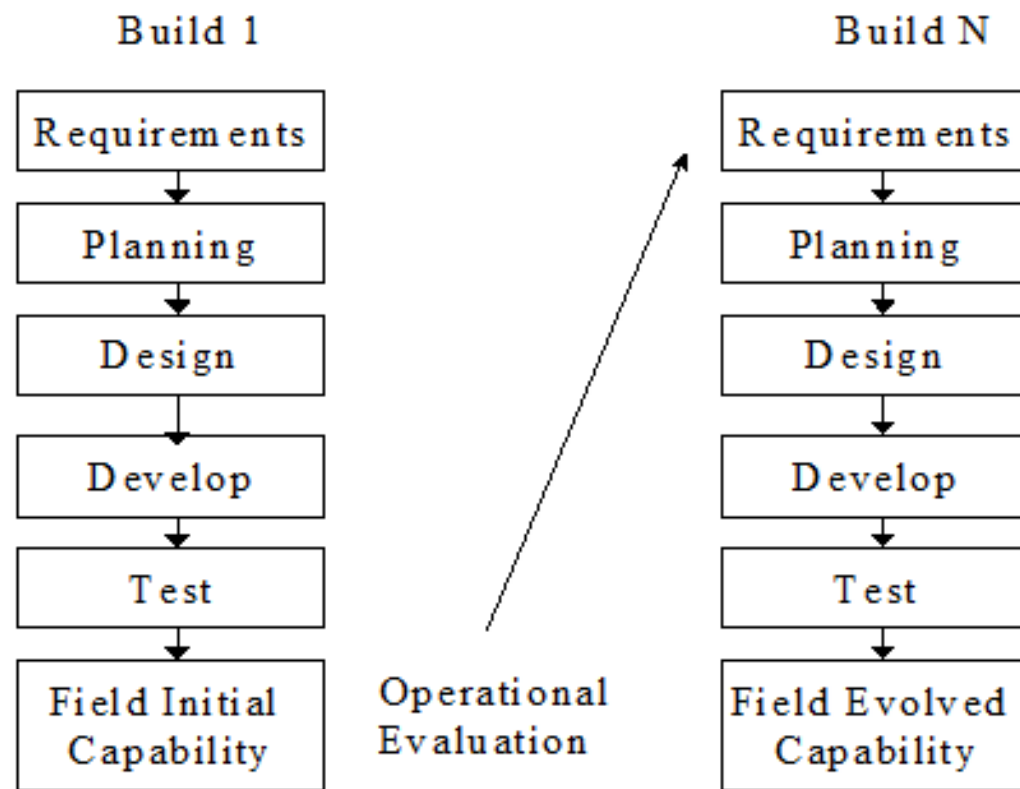 Build 1
Requirements
Planning
Design
Develop
Test
Field Initial
Capability
Operational
Evaluation
Build N
Requirements
Planning
Design
Develop
Test
Field Evolved
Capability